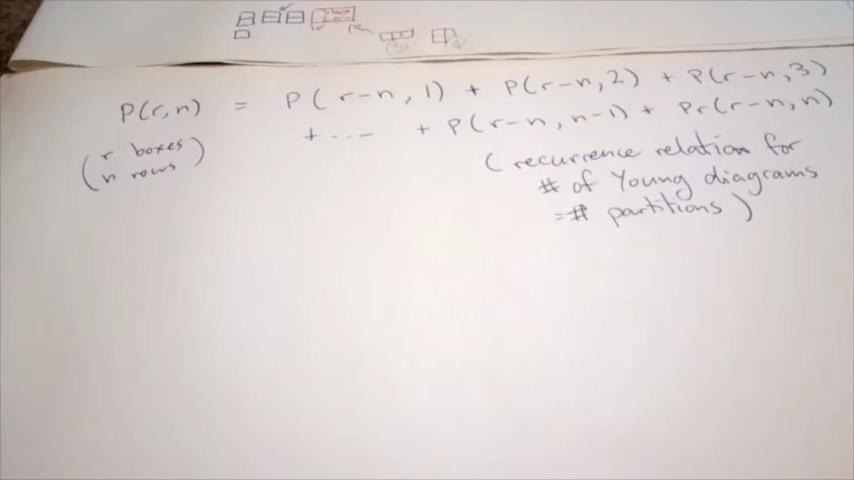 P(r,n) = P(r-n,1) + P(r-n,2) + P(r-n,3)
+ ... + P(r-n,n-1) + Pr(r-n,n)
(r boxes
n rows)
(recurrence relation for
# of Young diagrams
=# partitions)